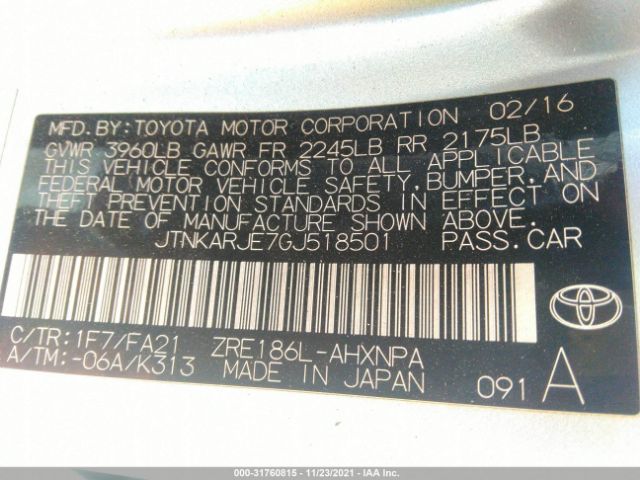 MFD. BY:TOYOTA MOTOR CORPORATION 02/16
GVWR 3960LB GAWR FR 2245LB RR 2175LB
THIS VEHICLE CONFORMS TO ALL APPLICABLE
FEDERAL MOTOR VEHICLE SAFETY,BUMPER,AND
THEFT PREVENTION STANDARDS IN EFFECT ON
THE DATE OF MANUFACTURE SHOWN ABOVE.
JTNKARJE7GJ518501 PASS.CAR
C/TR:1F7/FA21 ZRE186L-AHXNPA
A/TM:-06A/K313 MADE IN JAPAN 091 A
TOYOTA
000-31760815 - 11/23/2021 - IAAI.COM